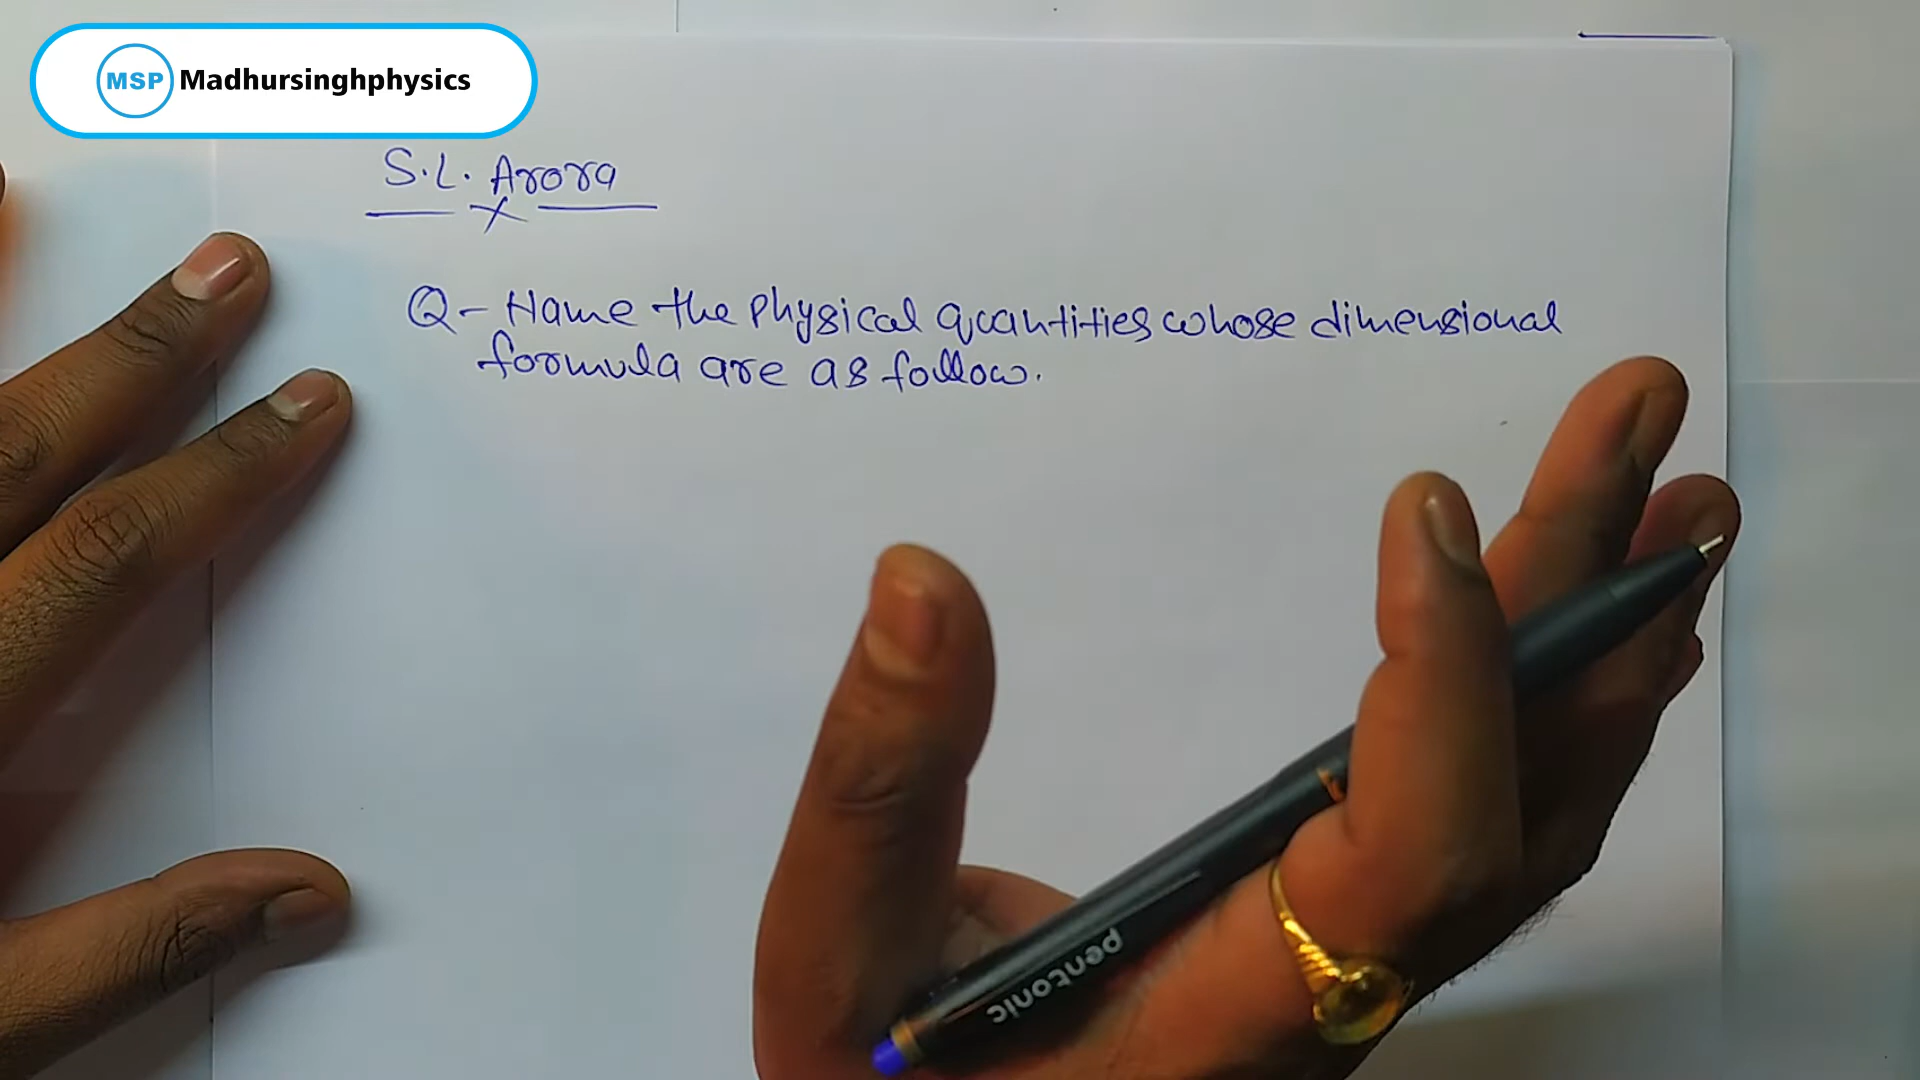 MSP Madhursinghphysics
S.L. Arora
Q- Name the physical quantities whose dimensional
formula are as follow.
pentonic